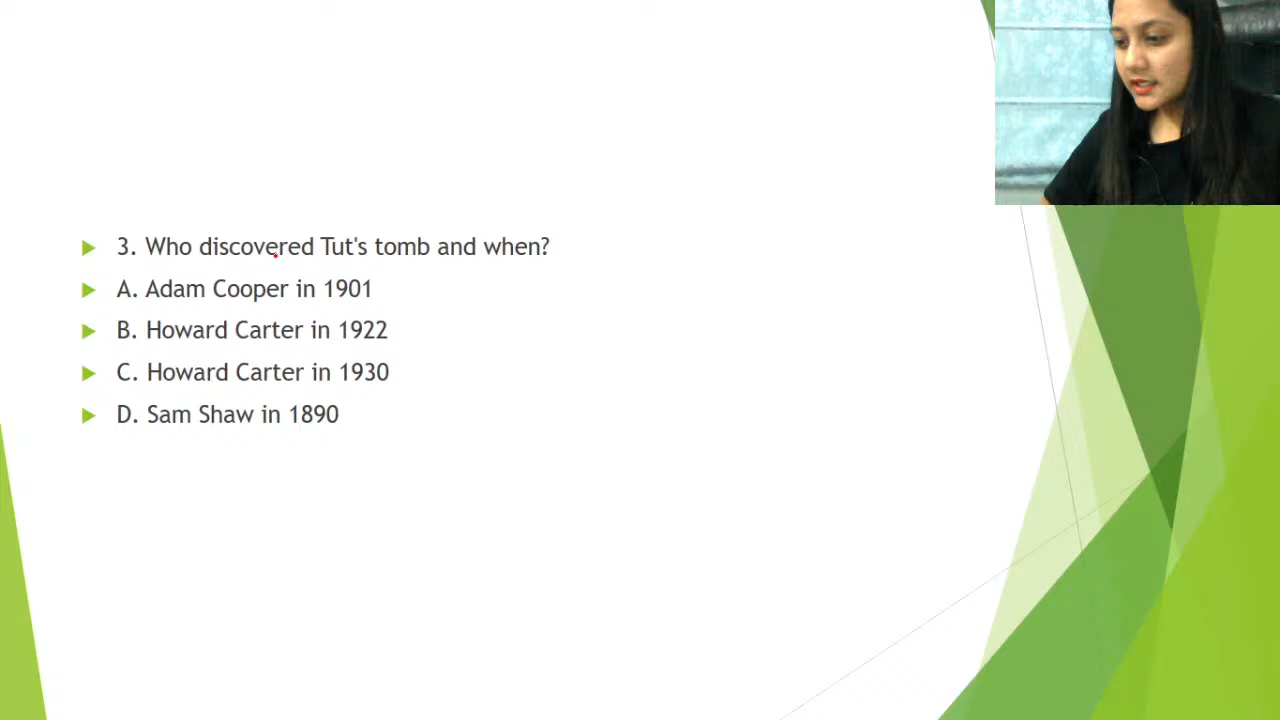 3. Who discovered Tut's tomb and when?
A. Adam Cooper in 1901
B. Howard Carter in 1922
C. Howard Carter in 1930
D. Sam Shaw in 1890